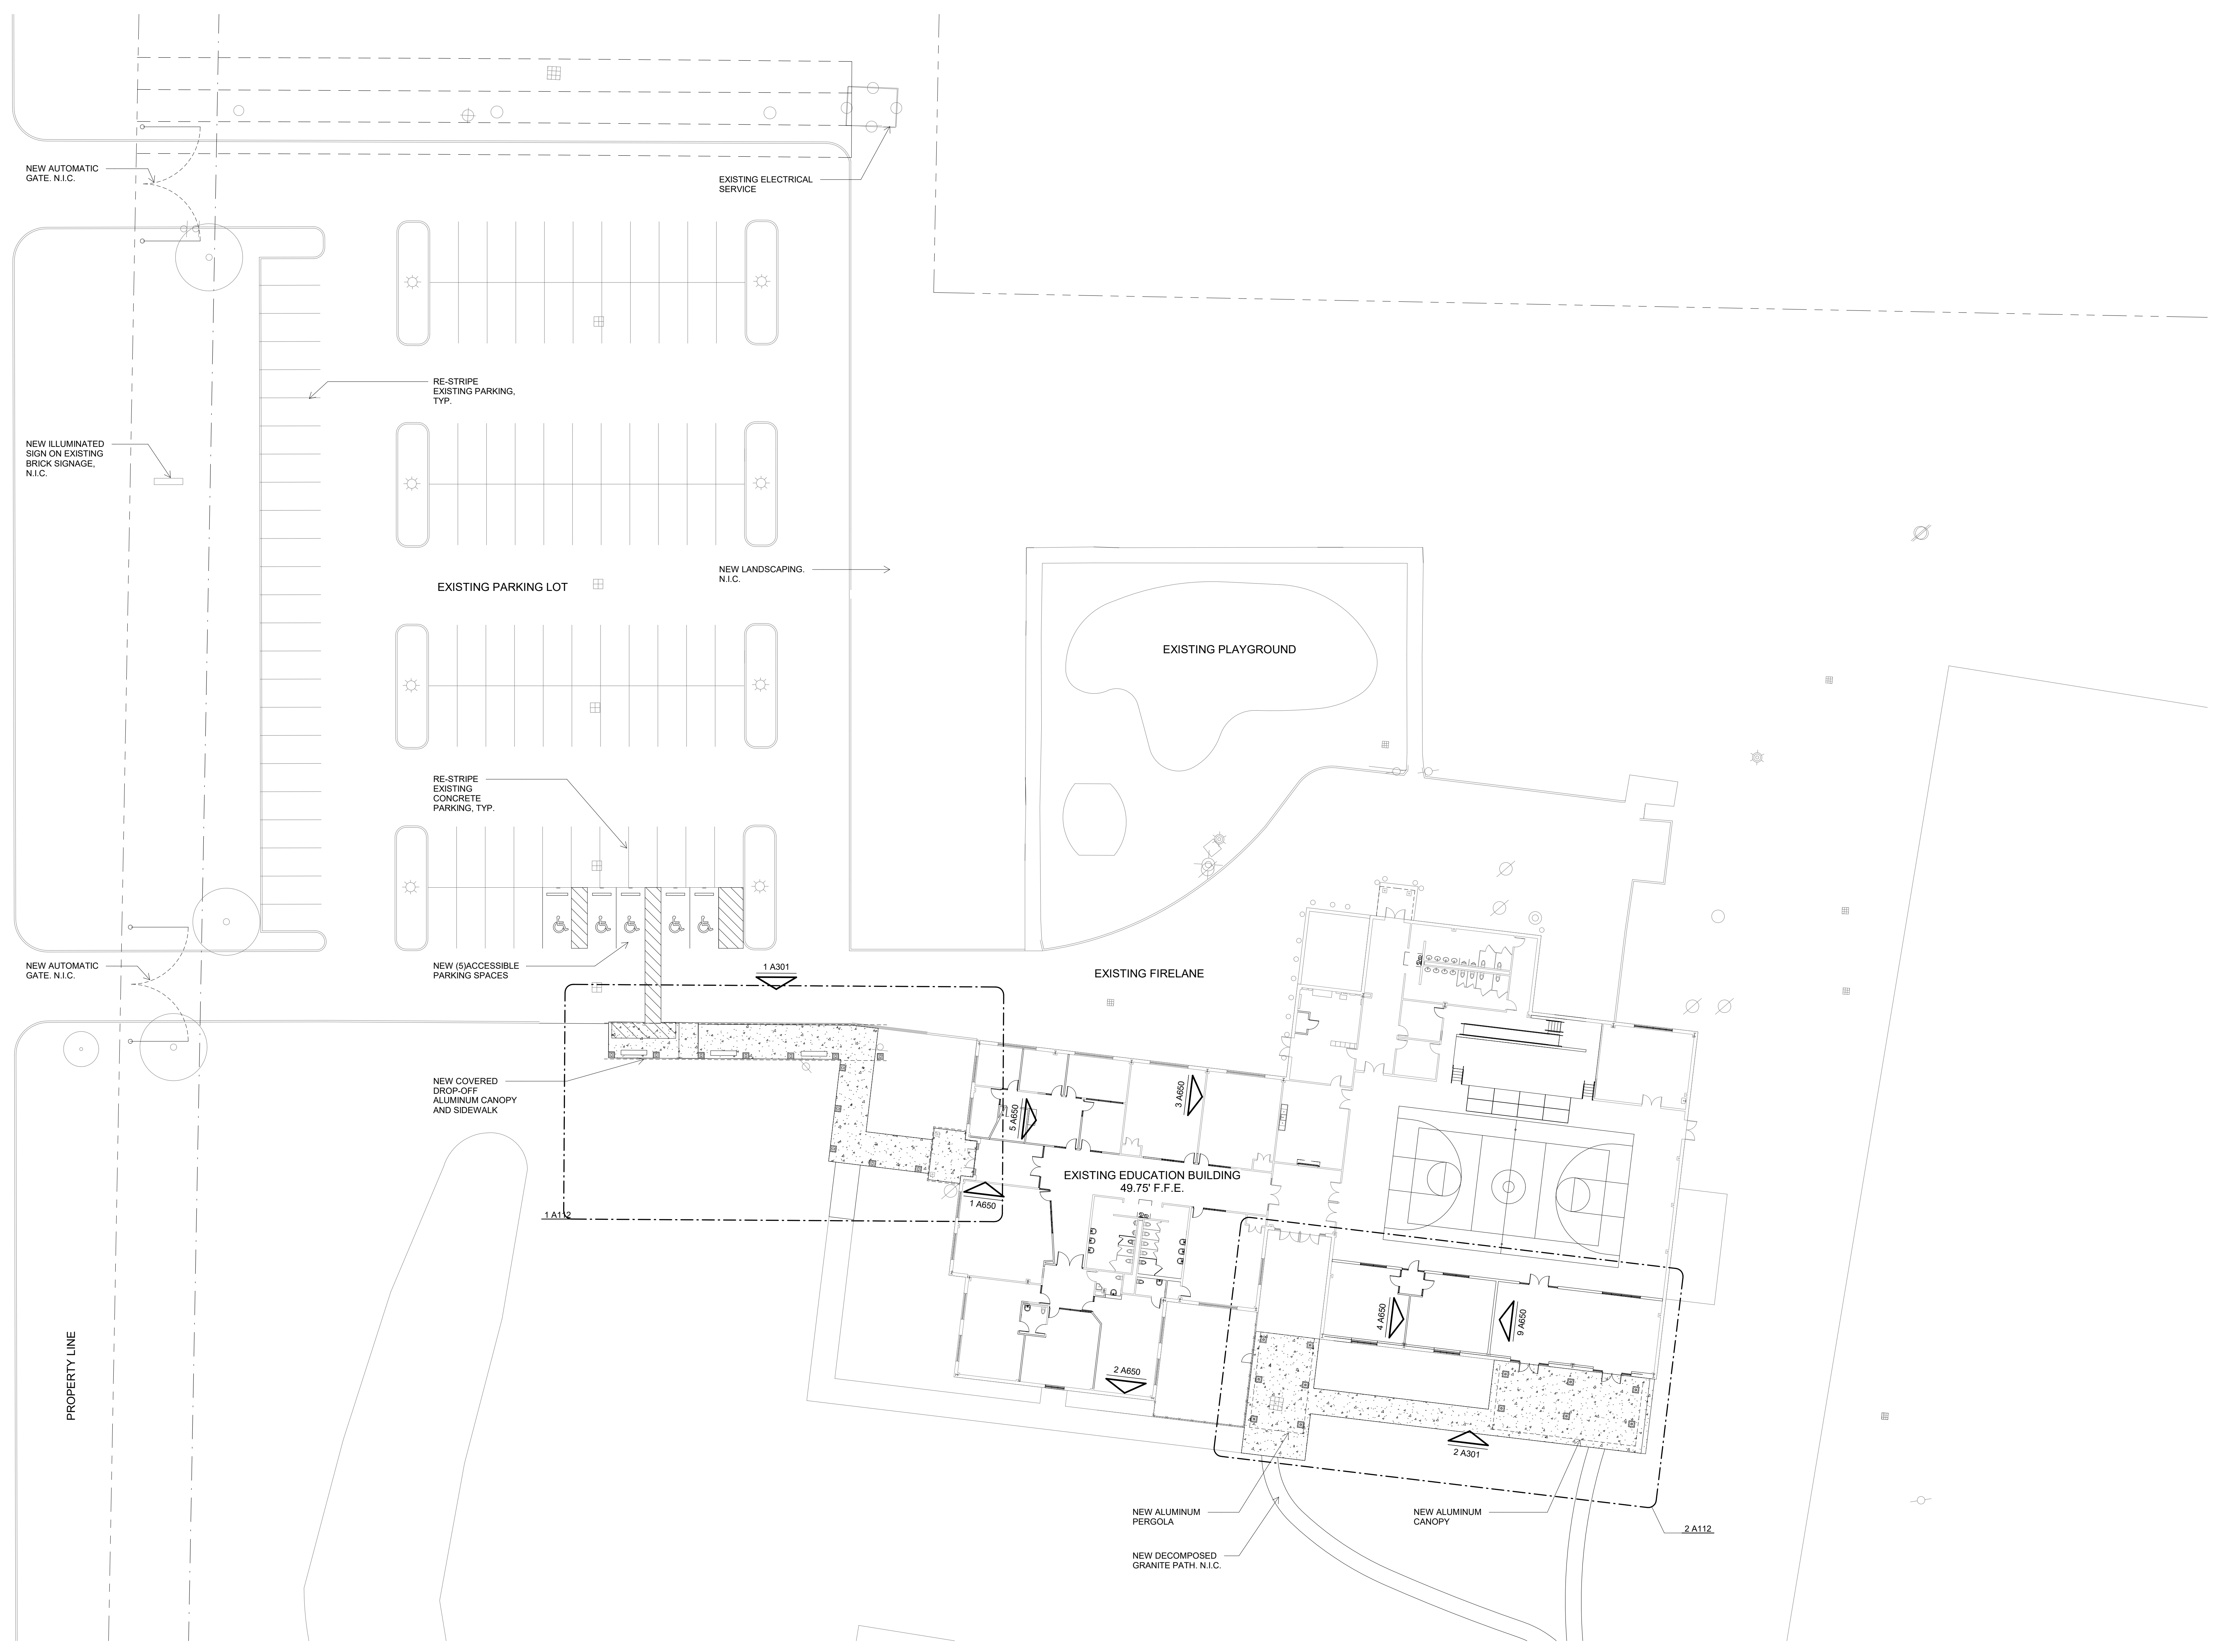 NEW AUTOMATIC
GATE. N.I.C.
EXISTING ELECTRICAL
SERVICE
RE-STRIPE
EXISTING PARKING,
TYP.
NEW ILLUMINATED
SIGN ON EXISTING
BRICK SIGNAGE,
N.I.C.
NEW LANDSCAPING.
N.I.C.
EXISTING PARKING LOT
EXISTING PLAYGROUND
RE-STRIPE
EXISTING
CONCRETE
PARKING, TYP.
NEW AUTOMATIC
GATE. N.I.C.
NEW (5)ACCESSIBLE
PARKING SPACES
1 A301
EXISTING FIRELANE
NEW COVERED
DROP-OFF
ALUMINUM CANOPY
AND SIDEWALK
5 A650
3 A650
EXISTING EDUCATION BUILDING
49.75' F.F.E.
1 A650
1 A112
4 A650
9 A650
PROPERTY LINE
2 A650
2 A301
NEW ALUMINUM
PERGOLA
NEW ALUMINUM
CANOPY
2 A112
NEW DECOMPOSED
GRANITE PATH. N.I.C.